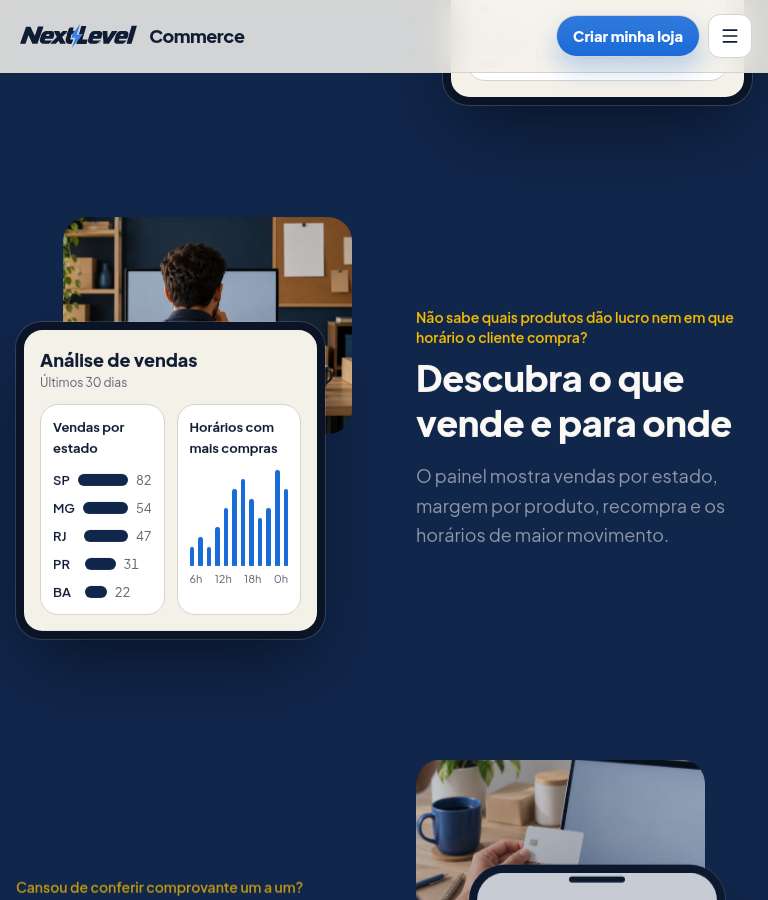 NextLevel Commerce
Criar minha loja
Não sabe quais produtos dão lucro nem em que
horário o cliente compra?
Descubra o que
vende e para onde
O painel mostra vendas por estado,
margem por produto, recompra e os
horários de maior movimento.
Análise de vendas
Últimos 30 dias
Vendas por
estado
SP 82
MG 54
RJ 47
PR 31
BA 22
Horários com
mais compras
6h 12h 18h 0h
Cansou de conferir comprovante um a um?